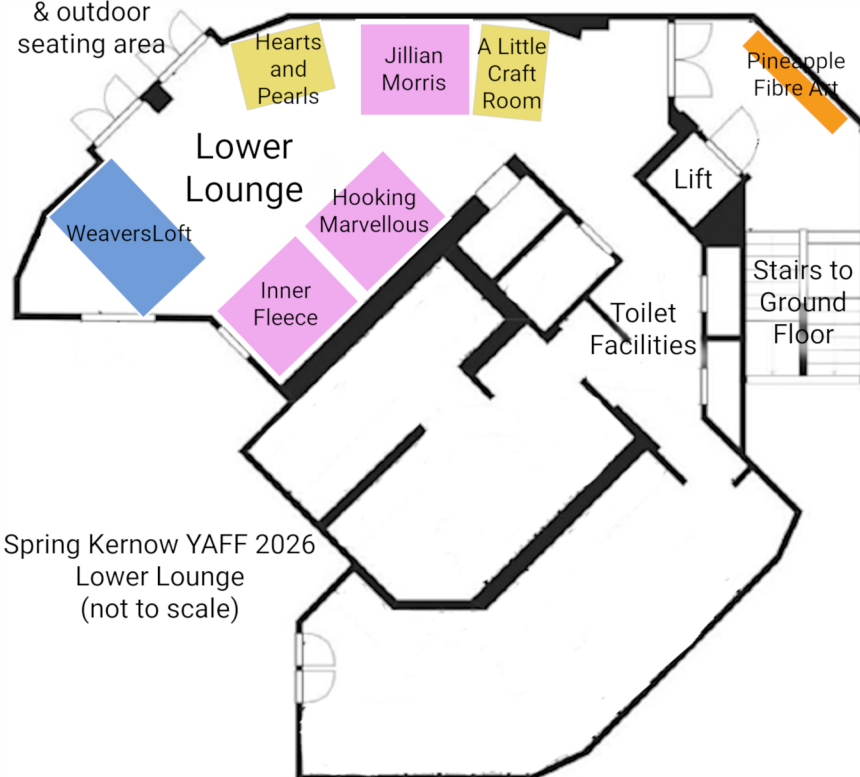 & outdoor
seating area
Hearts
and
Pearls
Jillian
Morris
A Little
Craft
Room
Pineapple
Fibre Art
Lower
Lounge
Lift
Hooking
Marvellous
WeaversLoft
Inner
Fleece
Stairs to
Ground
Floor
Toilet
Facilities
Spring Kernow YAFF 2026
Lower Lounge
(not to scale)